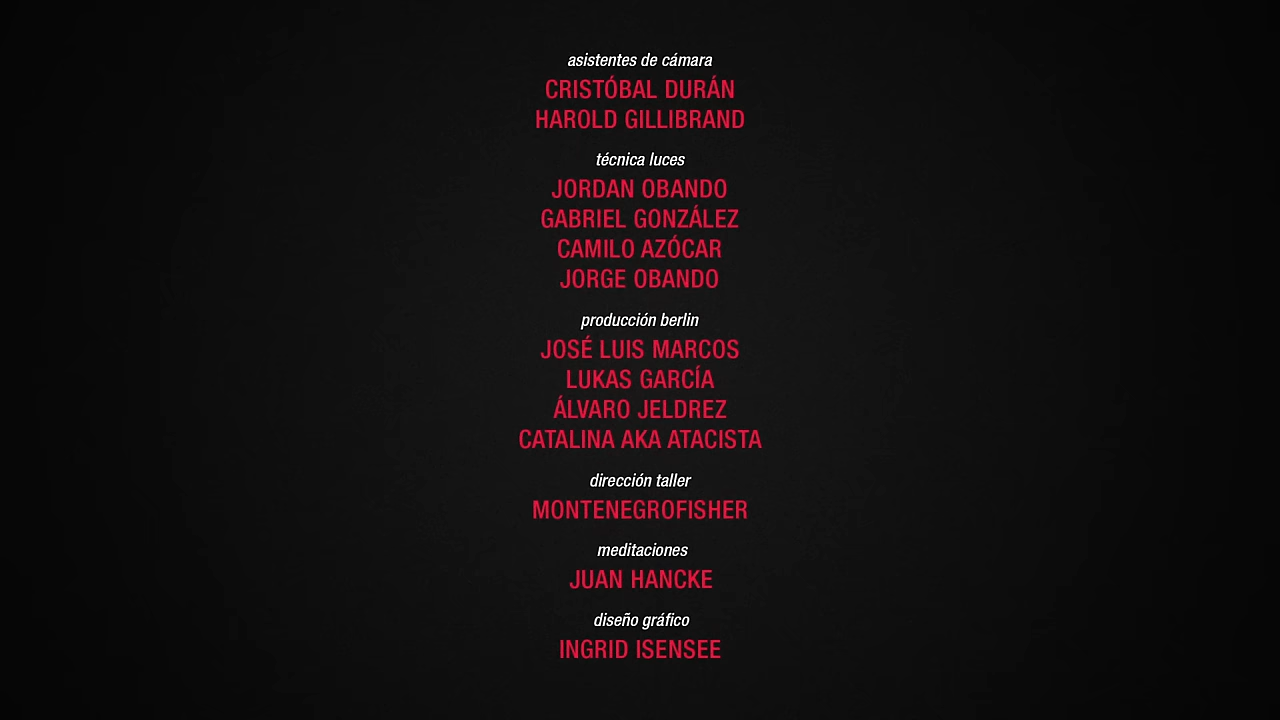 asistentes de cámara
CRISTÓBAL DURÁN
HAROLD GILLIBRAND
técnica luces
JORDAN OBANDO
GABRIEL GONZÁLEZ
CAMILO AZÓCAR
JORGE OBANDO
producción berlin
JOSÉ LUIS MARCOS
LUKAS GARCÍA
ÁLVARO JELDREZ
CATALINA AKA ATACISTA
dirección taller
MONTENEGROFISHER
meditaciones
JUAN HANCKE
diseño gráfico
INGRID ISENSEE